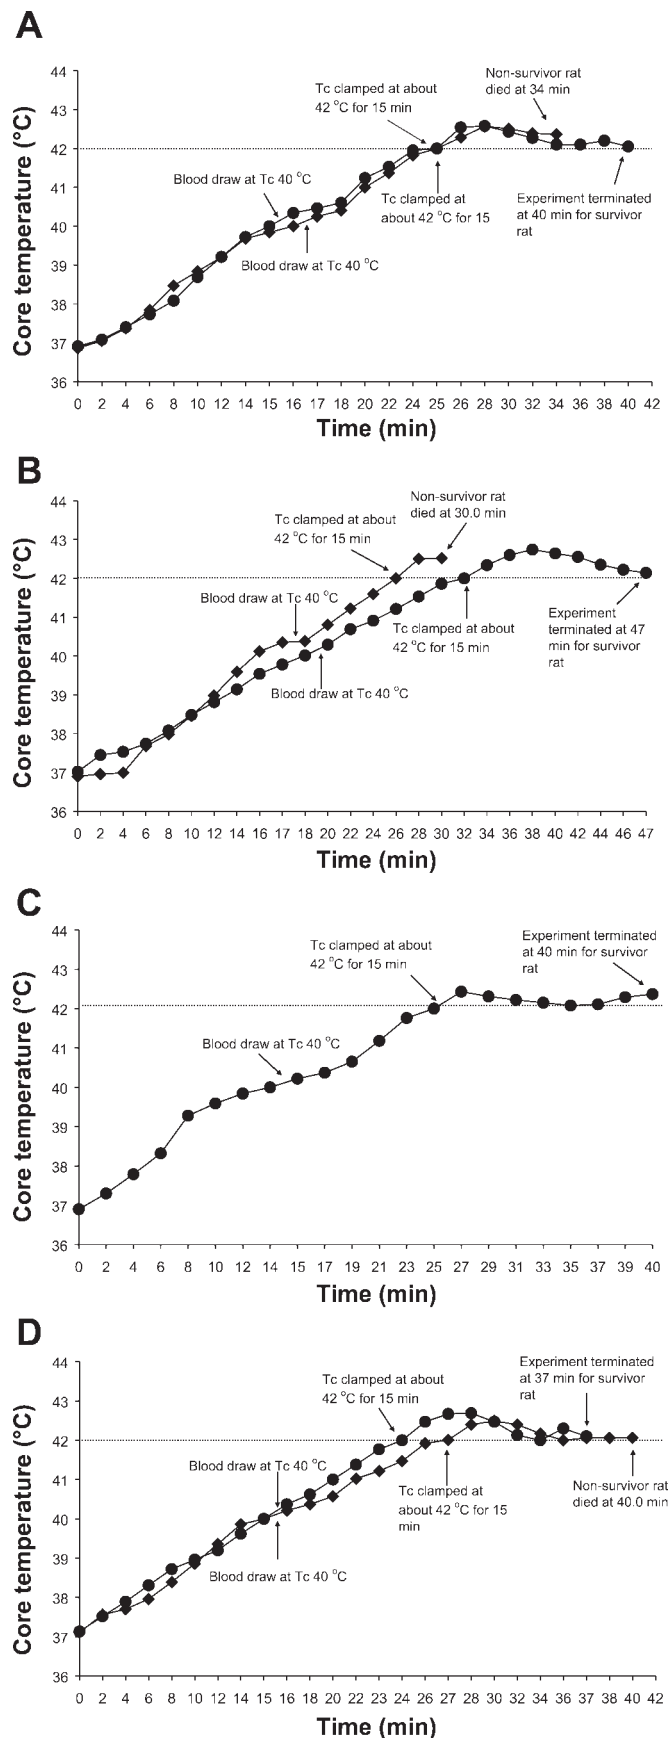 A
Core temperature (°C)
44
43
42
41
40
39
38
37
36
Tc clamped at about
42 °C for 15 min
Non-survivor rat
died at 34 min
Blood draw at Tc 40 °C
Tc clamped at
about 42 °C for 15
Experiment terminated
at 40 min for survivor
rat
Blood draw at Tc 40 °C
0 2 4 6 8 10 12 14 15 16 17 18 20 22 24 25 26 28 30 32 34 36 38 40 42
Time (min)
B
Core temperature (°C)
44
43
42
41
40
39
38
37
36
Non-survivor rat
died at 30.0 min
Tc clamped at about
42 °C for 15 min
Blood draw at Tc 40 °C
Tc clamped at about
42 °C for 15 min
Experiment
terminated at 47
min for survivor
rat
Blood draw at Tc 40 °C
0 2 4 6 8 10 12 14 16 17 18 20 22 24 26 28 30 32 34 36 38 42 44 46 47
Time (min)
C
Core temperature (°C)
44
43
42
41
40
39
38
37
36
Tc clamped at about
42 °C for 15 min
Experiment terminated
at 40 min for survivor
rat
Blood draw at Tc 40 °C
0 2 4 6 8 10 12 14 15 17 19 21 23 25 27 29 31 33 35 37 39 40
Time (min)
D
Core temperature (°C)
44
43
42
41
40
39
38
37
36
Tc clamped at about
42 °C for 15 min
Experiment terminated
at 37 min for survivor
rat
Blood draw at Tc 40 °C
Tc clamped at
about 42 °C for 15
min
Non-survivor rat
died at 40.0 min
Blood draw at Tc 40 °C
0 2 4 6 8 10 12 14 15 16 18 20 22 23 24 26 27 28 30 32 34 36 37 38 40 42
Time (min)